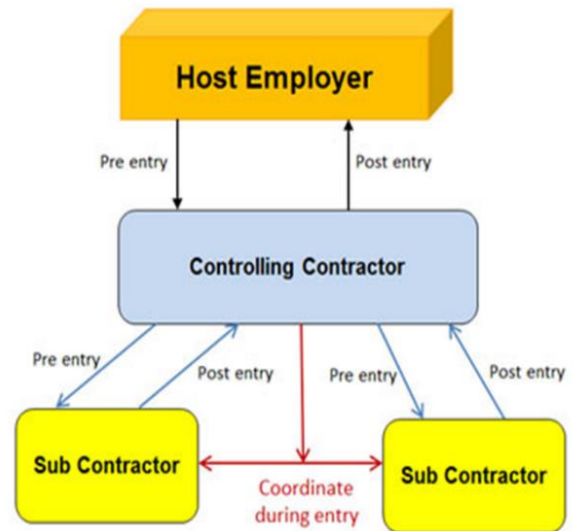 Host Employer
Pre entry
Post entry
Controlling Contractor
Pre entry
Post entry
Pre entry
Post entry
Sub Contractor
Sub Contractor
Coordinate
during entry